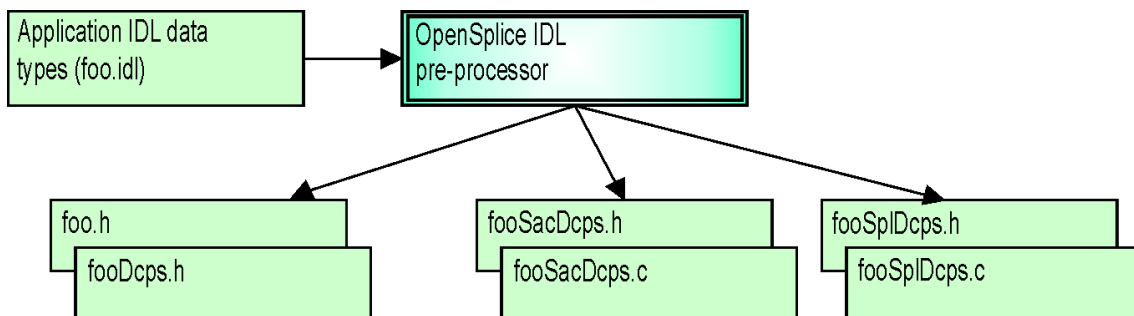 Application IDL data
types (foo.idl)
OpenSplice IDL
pre-processor
foo.h
fooDcps.h
fooSacDcps.h
fooSacDcps.c
fooSplDcps.h
fooSplDcps.c